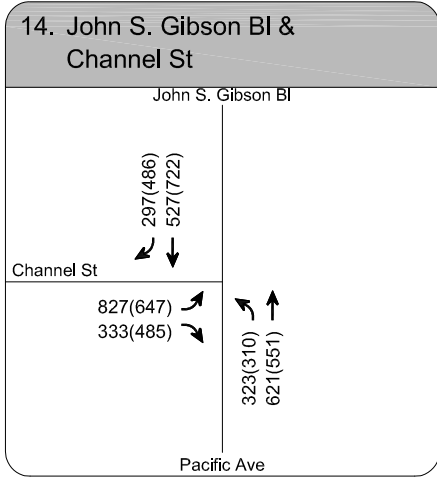 14. John S. Gibson Bl &
Channel St
John S. Gibson Bl
297(486)
527(722)
Channel St
827(647)
333(485)
323(310)
621(551)
Pacific Ave